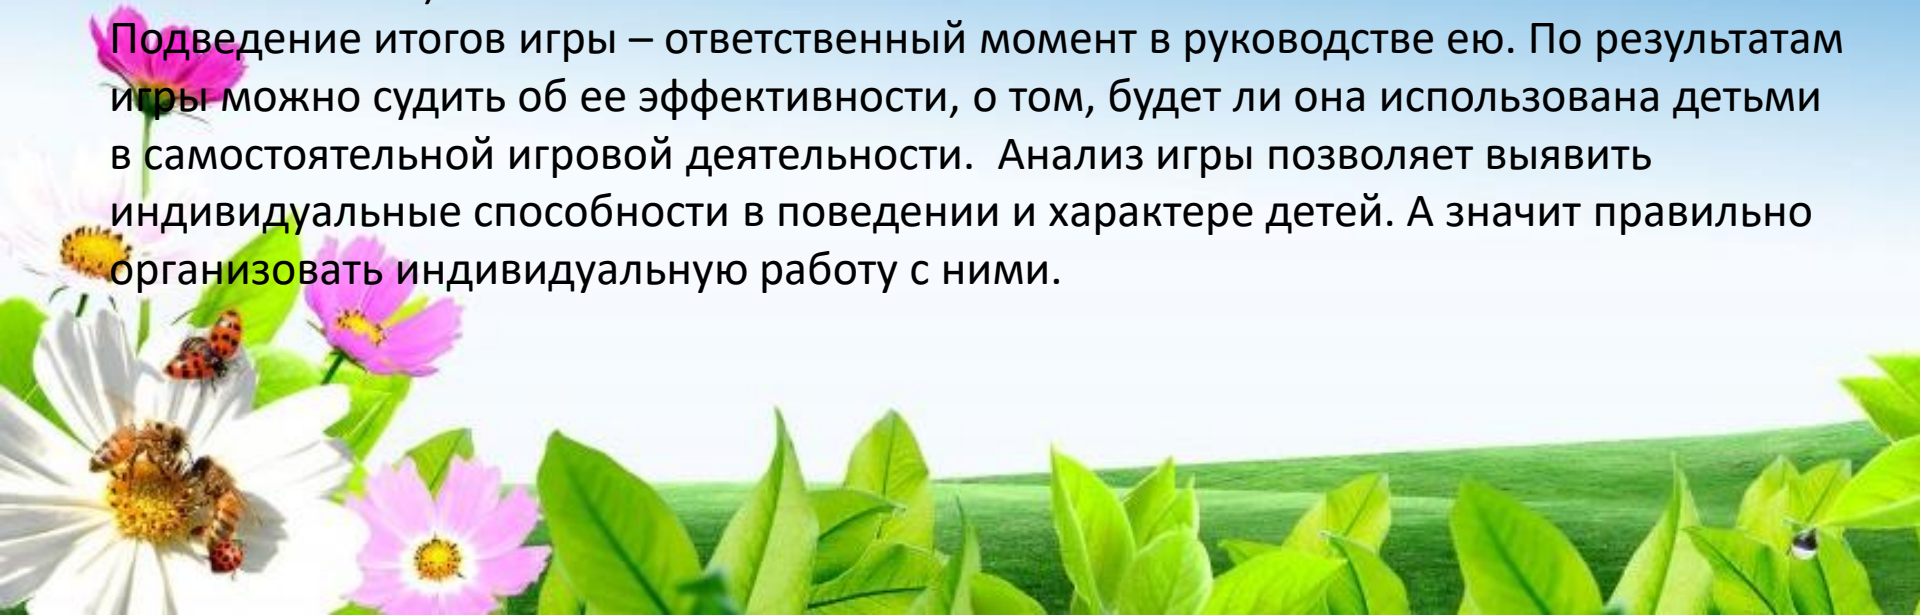 Подведение итогов игры – ответственный момент в руководстве ею. По результатам
игры можно судить об ее эффективности, о том, будет ли она использована детьми
в самостоятельной игровой деятельности.  Анализ игры позволяет выявить
индивидуальные способности в поведении и характере детей. А значит правильно
организовать индивидуальную работу с ними.